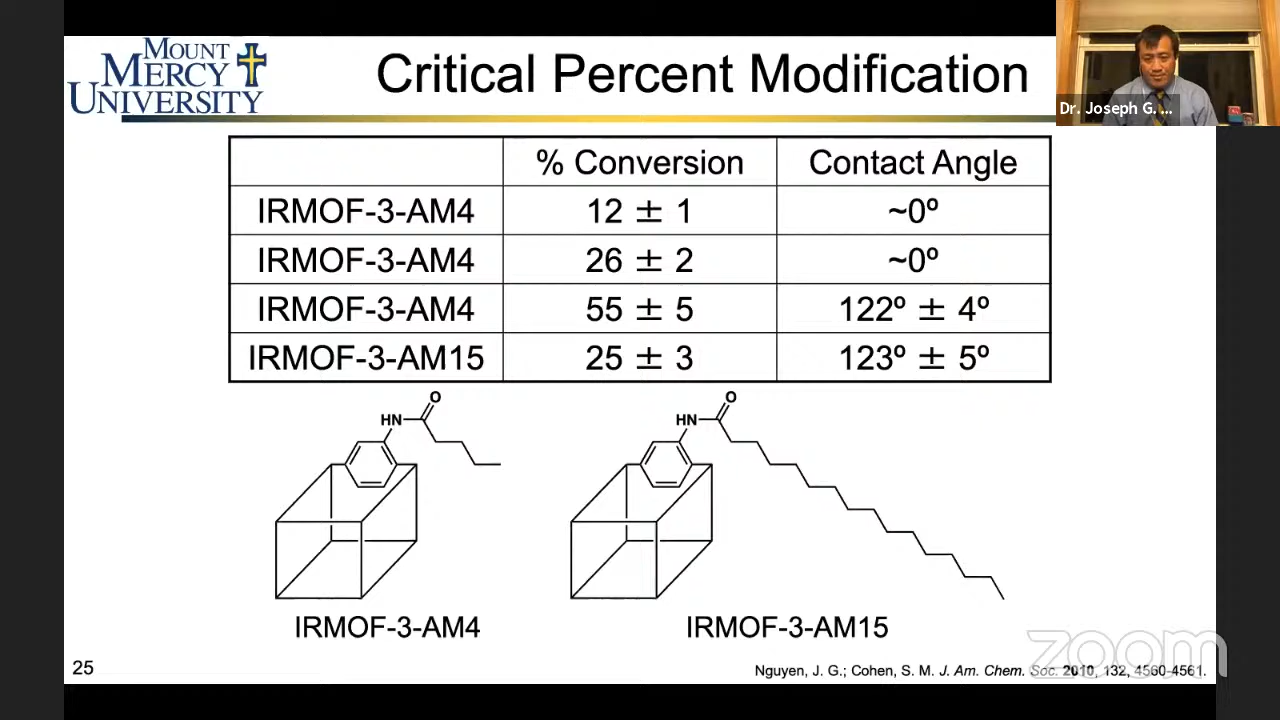 MOUNT
MERCY
UNIVERSITY
Critical Percent Modification
Dr. Joseph G. ...
% Conversion Contact Angle
IRMOF-3-AM4 12 ± 1 ~0º
IRMOF-3-AM4 26 ± 2 ~0º
IRMOF-3-AM4 55 ± 5 122º ± 4º
IRMOF-3-AM15 25 ± 3 123º ± 5º
HN O
HN O
IRMOF-3-AM4 IRMOF-3-AM15
zoom
25
Nguyen, J. G.; Cohen, S. M. J. Am. Chem. Soc. 2010, 132, 4560-4561.